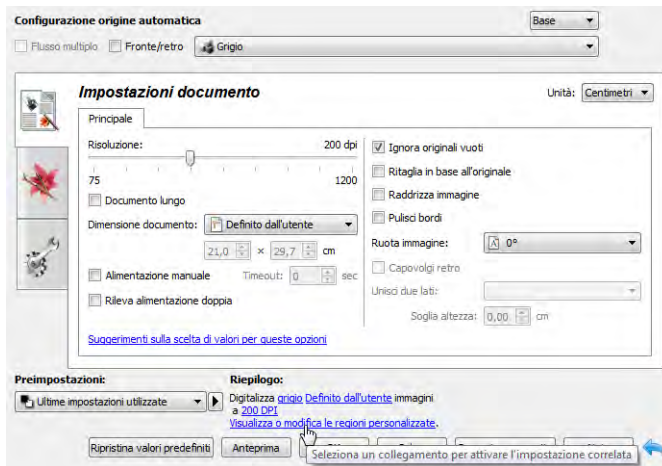 Configurazione origine automatica
Base
Flusso multiplo
Fronte/retro
Grigio
Impostazioni documento
Unità: Centimetri
Principale
Risoluzione: 200 dpi
75 1200
Documento lungo
Dimensione documento: Definito dall'utente
21,0 × 29,7 cm
Alimentazione manuale Timeout: 0 sec
Rileva alimentazione doppia
Suggerimenti sulla scelta di valori per queste opzioni
Ignora originali vuoti
Ritaglia in base all'originale
Raddrizza immagine
Pulisci bordi
Ruota immagine: A 0°
Capovolgi retro
Unisci due lati:
Soglia altezza: 0,00 cm
Preimpostazioni:
Ultime impostazioni utilizzate
Riepilogo:
Digitalizza grigio Definito dall'utente immagini
a 200 DPI
Visualizza o modifica le regioni personalizzate.
Ripristina valori predefiniti Anteprima
Seleziona un collegamento per attivare l'impostazione correlata